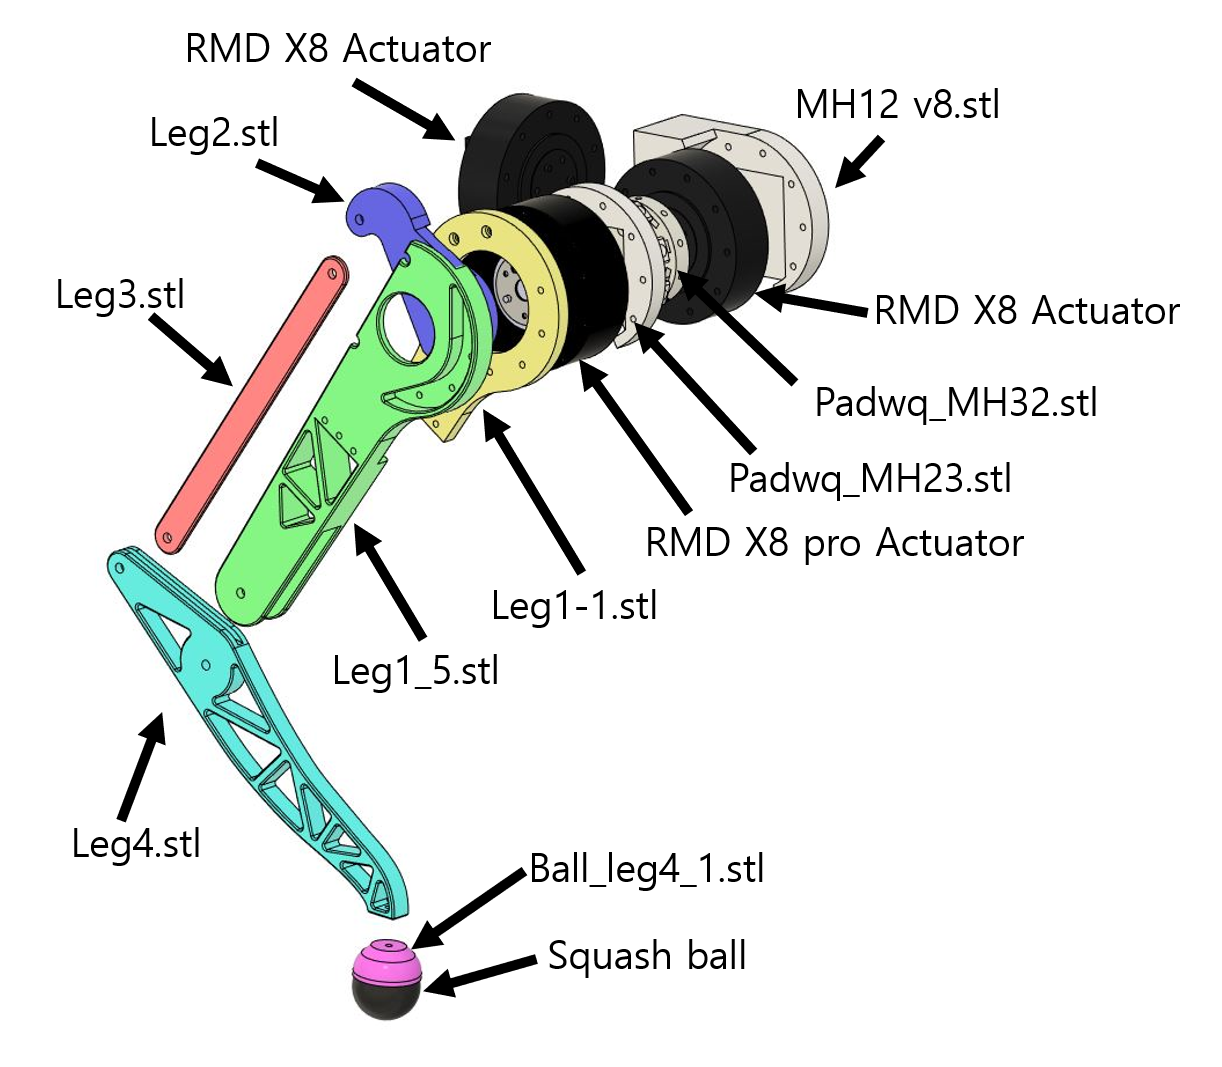 RMD X8 Actuator
MH12 v8.stl
Leg2.stl
Leg3.stl
RMD X8 Actuator
Padwq_MH32.stl
Padwq_MH23.stl
RMD X8 pro Actuator
Leg1-1.stl
Leg1_5.stl
Leg4.stl
Ball_leg4_1.stl
Squash ball